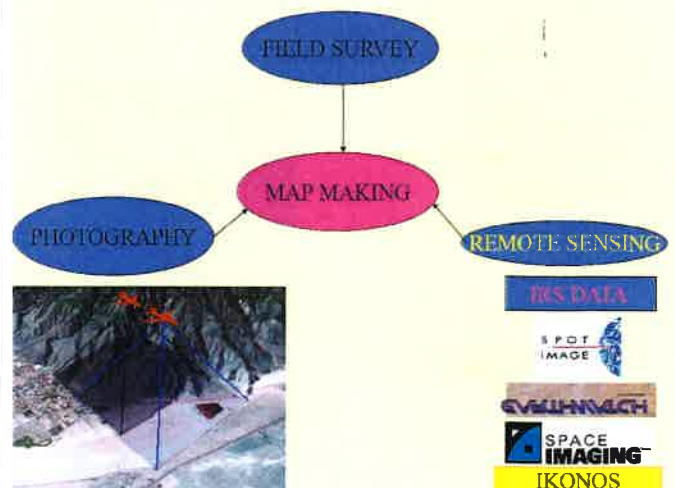 FIELD SURVEY
MAP MAKING
PHOTOGRAPHY
REMOTE SENSING
IRS DATA
SPOT
IMAGE
SPACE
IMAGING
IKONOS